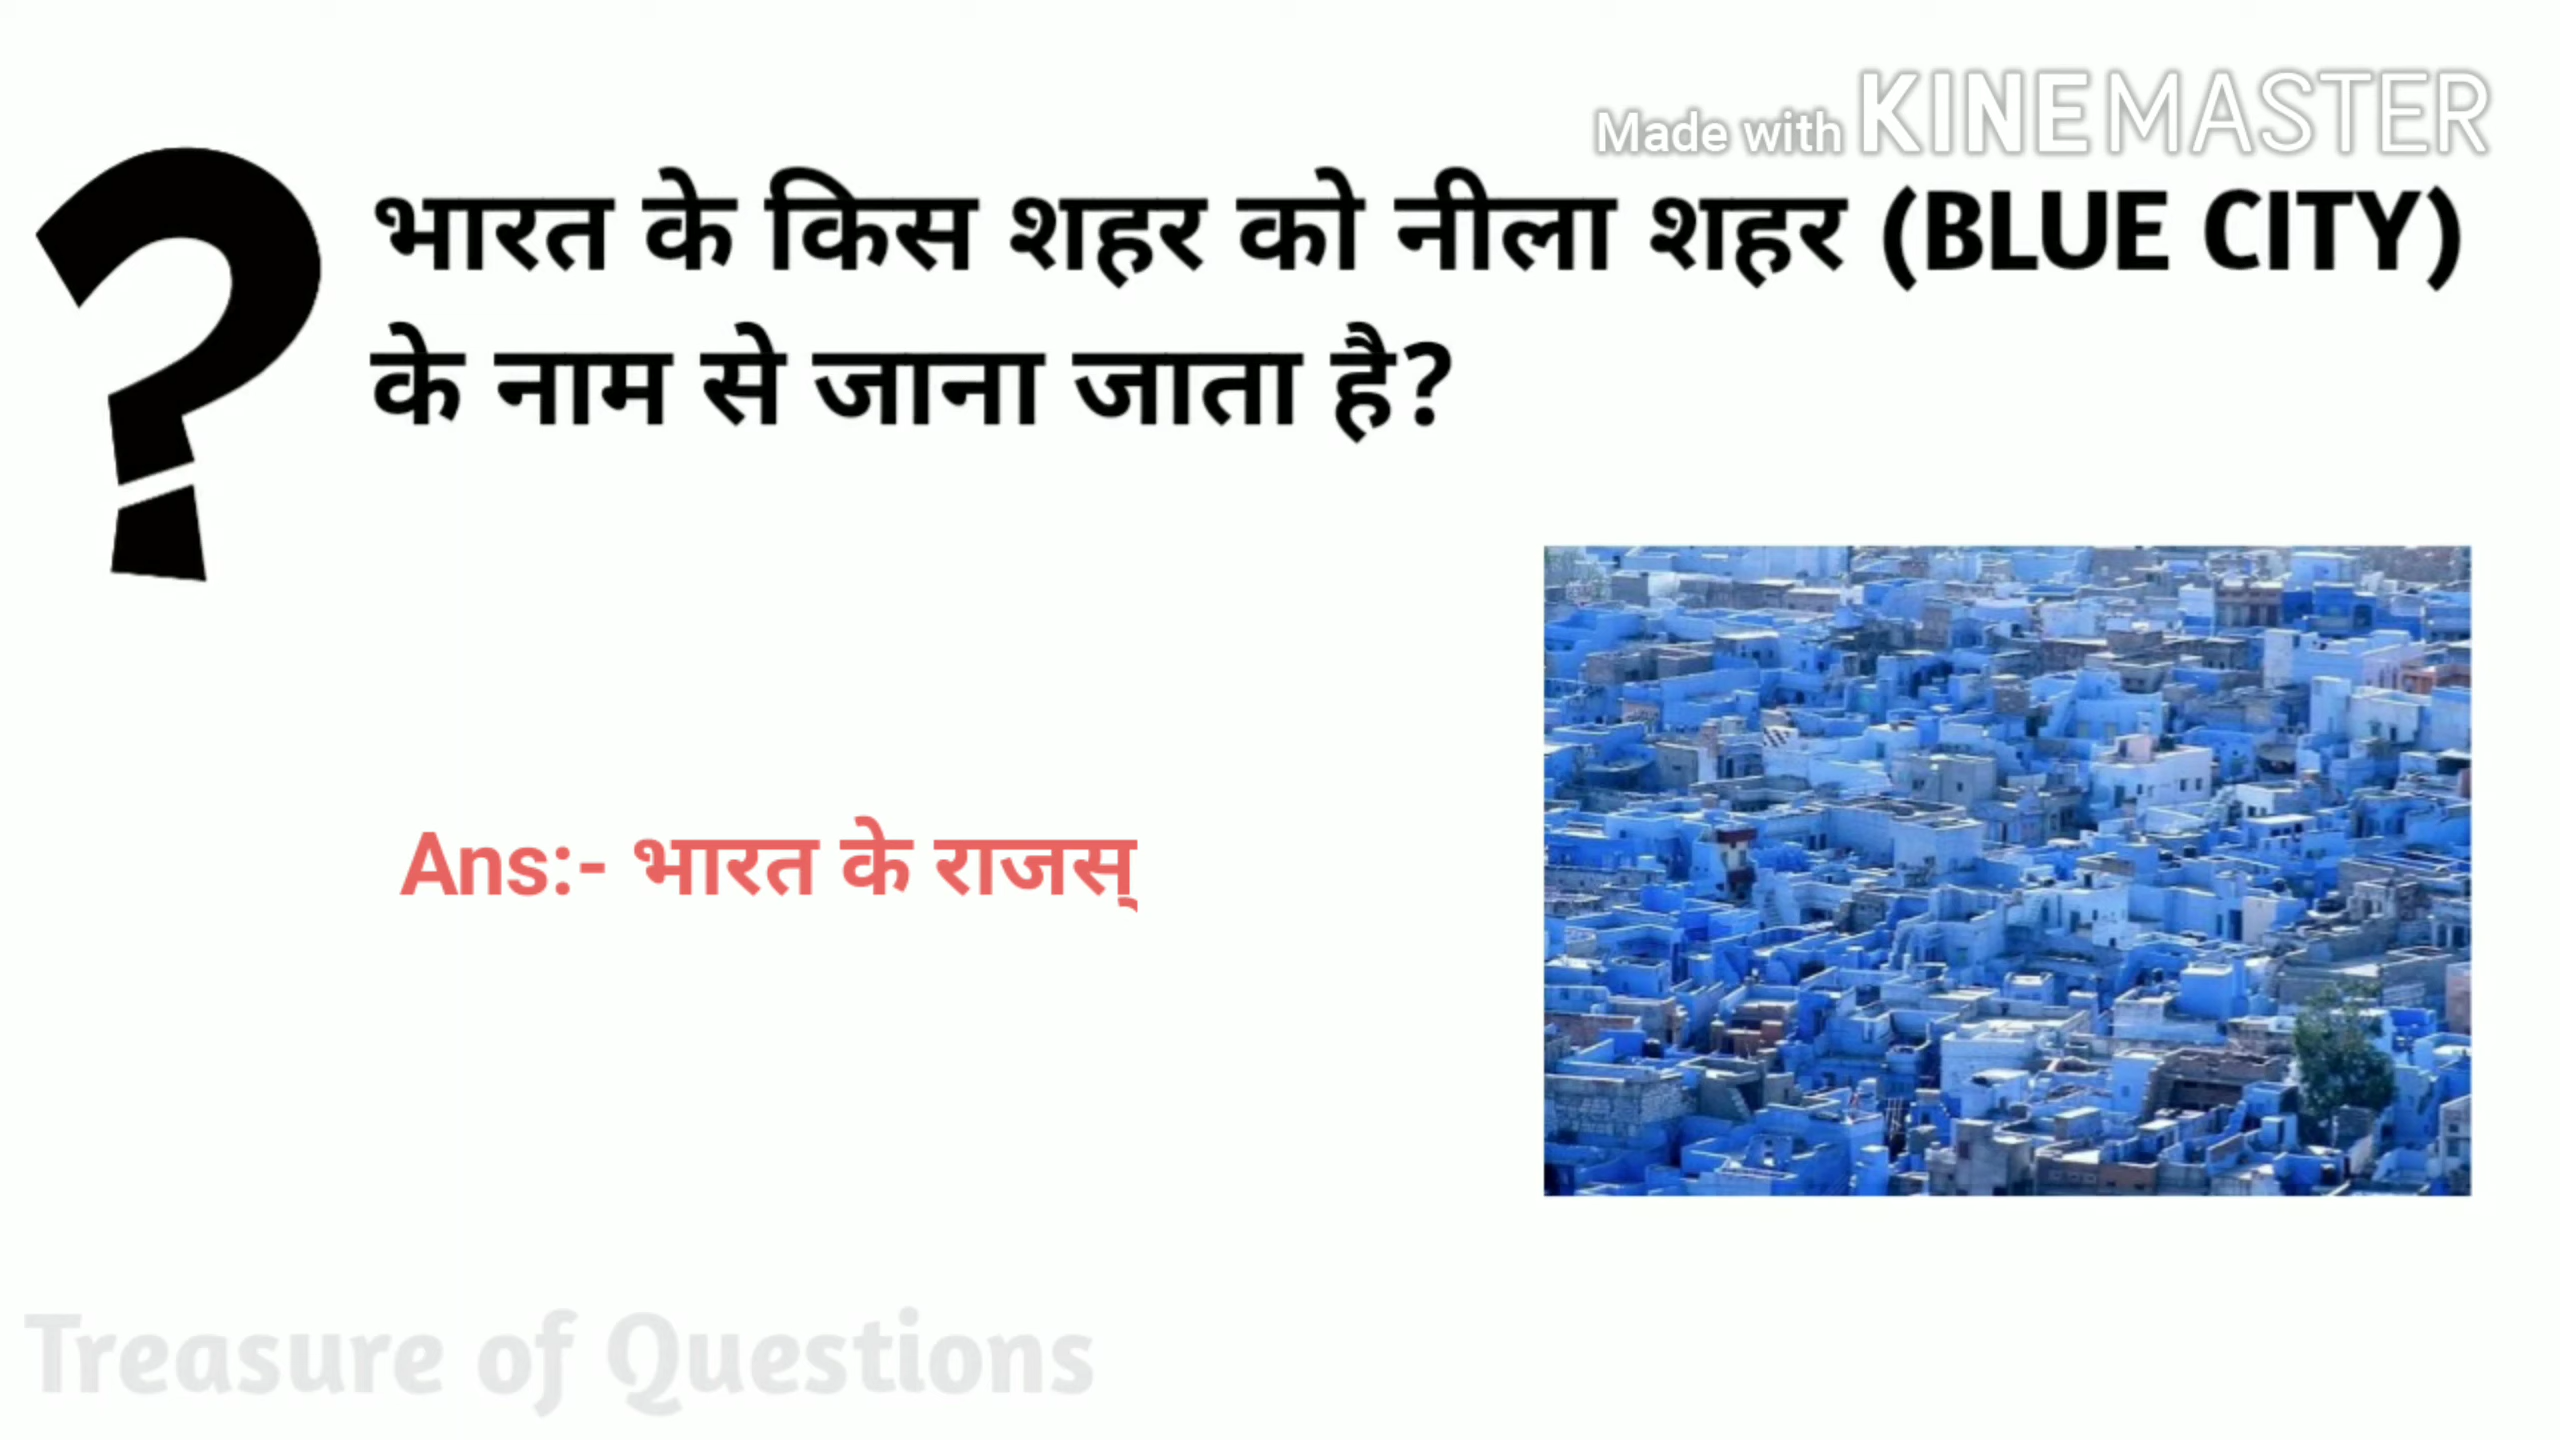 Made with KINEMASTER
भारत के किस शहर को नीला शहर (BLUE CITY)
के नाम से जाना जाता है?
Ans:- भारत के राजस्
Treasure of Questions